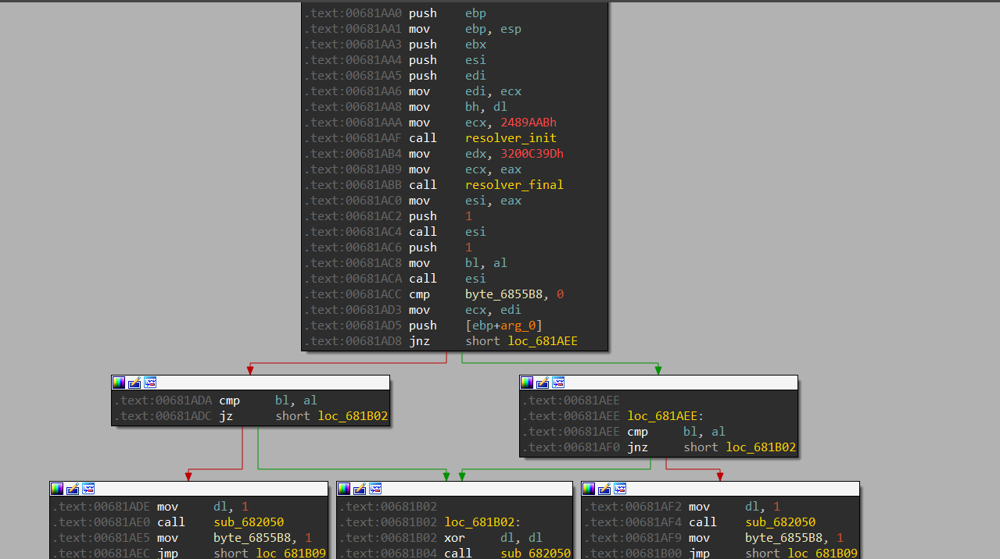 .text:00681AA0 push ebp
.text:00681AA1 mov ebp, esp
.text:00681AA3 push ebx
.text:00681AA4 push esi
.text:00681AA5 push edi
.text:00681AA6 mov edi, ecx
.text:00681AA8 mov bh, dl
.text:00681AAA mov ecx, 2489AABh
.text:00681AAF call resolver_init
.text:00681AB4 mov edx, 3200C39Dh
.text:00681AB9 mov ecx, eax
.text:00681ABB call resolver_final
.text:00681AC0 mov esi, eax
.text:00681AC2 push 1
.text:00681AC4 call esi
.text:00681AC6 push 1
.text:00681AC8 mov bl, al
.text:00681ACA call esi
.text:00681ACC cmp byte_6855B8, 0
.text:00681AD3 mov ecx, edi
.text:00681AD5 push [ebp+arg_0]
.text:00681AD8 jnz short loc_681AEE
.text:00681ADA cmp bl, al
.text:00681ADC jz short loc_681B02
.text:00681AEE
.text:00681AEE loc_681AEE:
.text:00681AEE cmp bl, al
.text:00681AF0 jnz short loc_681B02
.text:00681ADE mov dl, 1
.text:00681AE0 call sub_682050
.text:00681AE5 mov byte_6855B8, 1
.text:00681AEC jmp short loc_681B09
.text:00681B02
.text:00681B02 loc_681B02:
.text:00681B02 xor dl, dl
.text:00681B04 call sub_682050
.text:00681AF2 mov dl, 1
.text:00681AF4 call sub_682050
.text:00681AF9 mov byte_6855B8, 1
.text:00681B00 jmp short loc_681B09